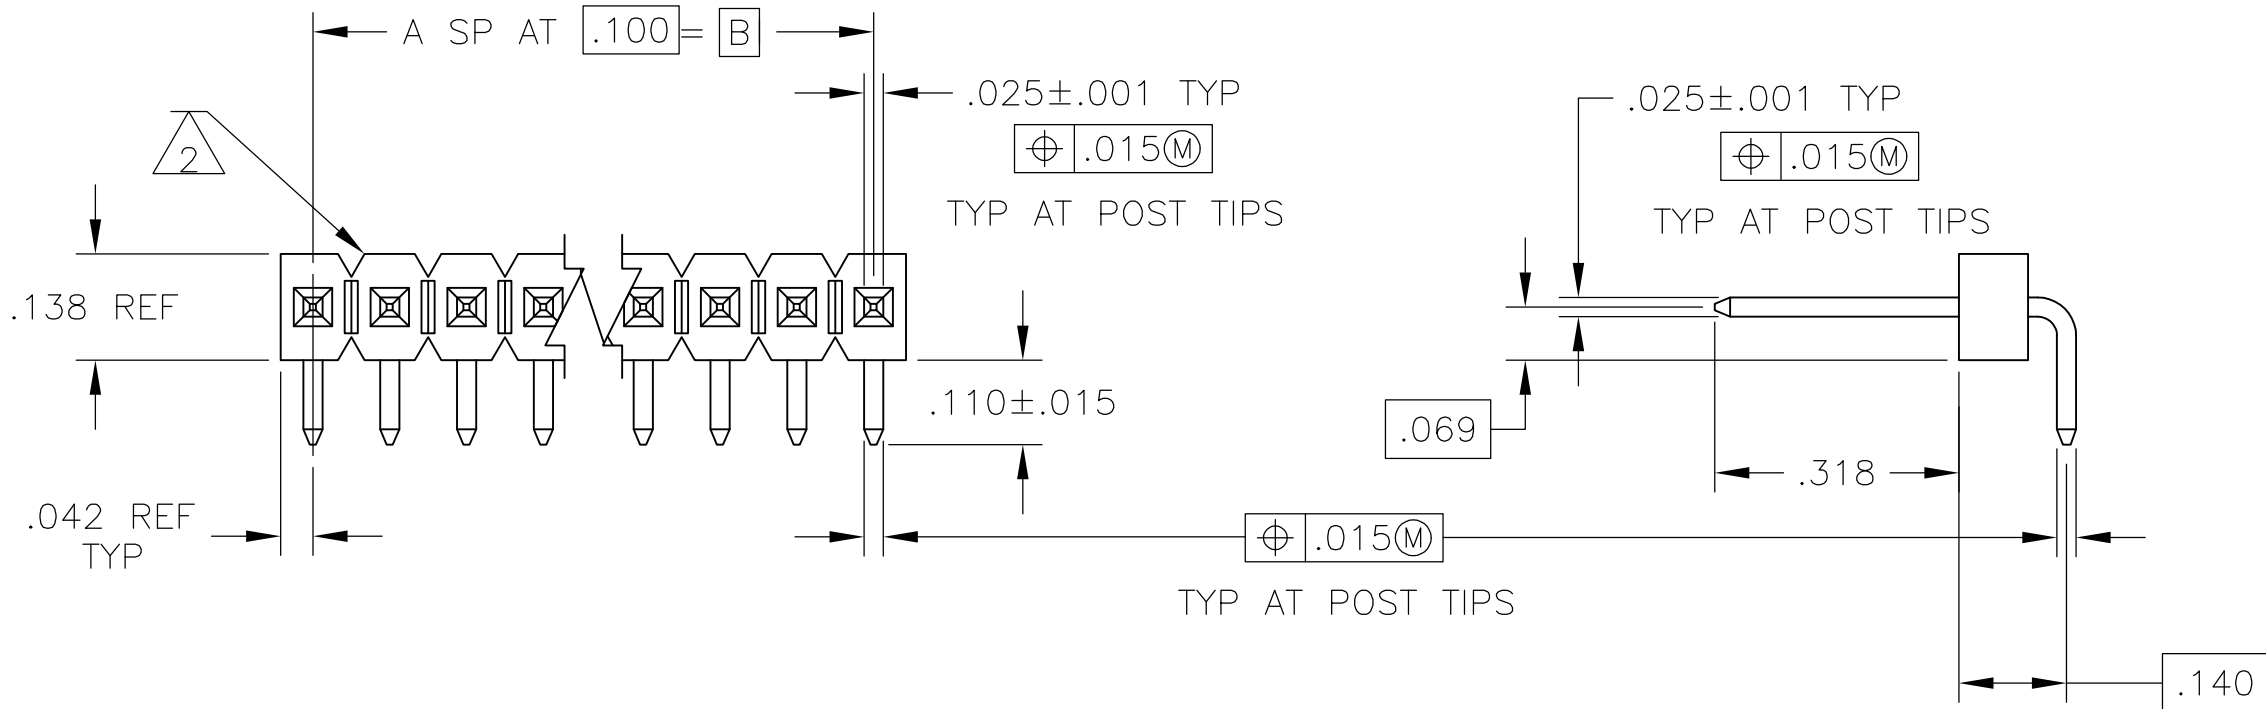 A SP AT .100 = B
.025±.001 TYP
⌖ .015Ⓜ
TYP AT POST TIPS
.025±.001 TYP
⌖ .015Ⓜ
TYP AT POST TIPS
2
.138 REF
.110±.015
.069
.318
.042 REF
TYP
⌖ .015Ⓜ
TYP AT POST TIPS
.140